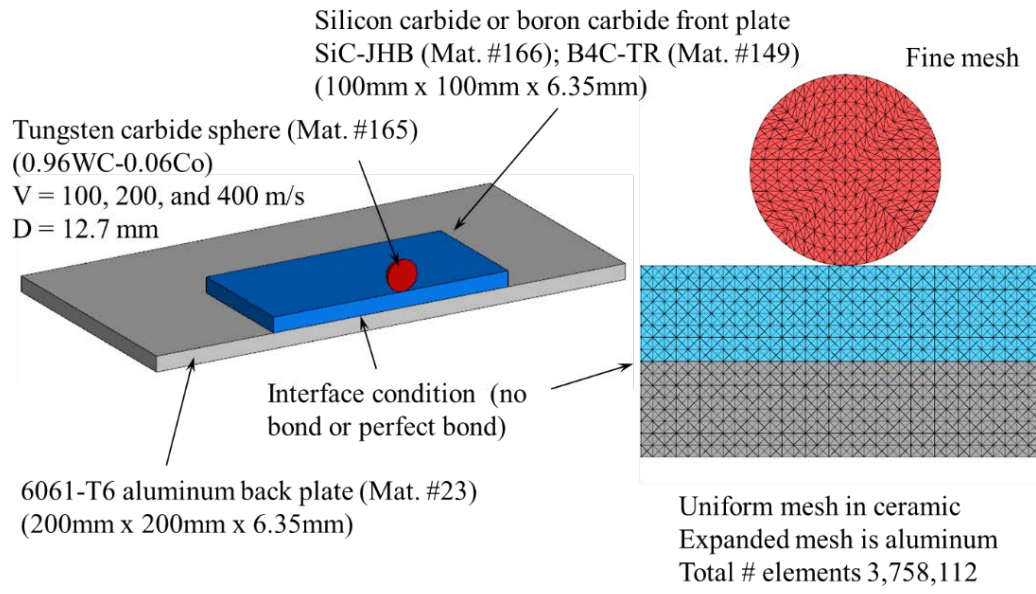 Silicon carbide or boron carbide front plate
SiC-JHB (Mat. #166); B4C-TR (Mat. #149)
(100mm x 100mm x 6.35mm)
Fine mesh
Tungsten carbide sphere (Mat. #165)
(0.96WC-0.06Co)
V = 100, 200, and 400 m/s
D = 12.7 mm
Interface condition (no
bond or perfect bond)
6061-T6 aluminum back plate (Mat. #23)
(200mm x 200mm x 6.35mm)
Uniform mesh in ceramic
Expanded mesh is aluminum
Total # elements 3,758,112